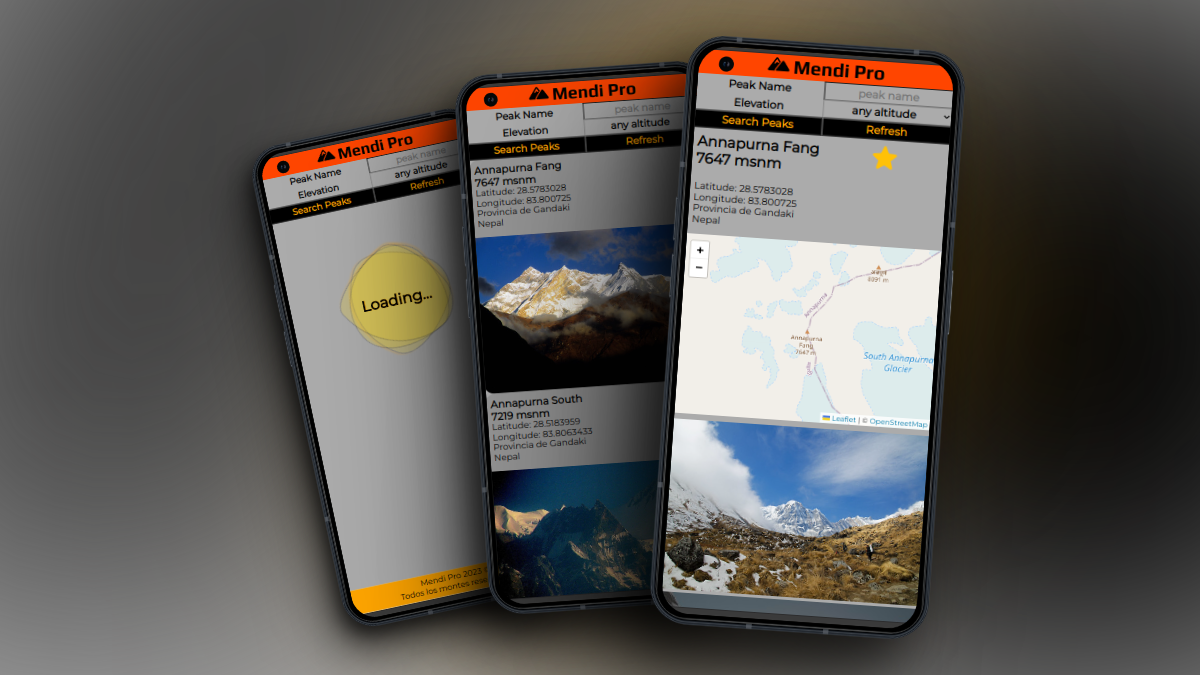 Mendi Pro
Peak Name
peak name
Elevation
any altitude
Search Peaks
Refresh
Loading...
Mendi Pro 2023
Todos los montes
Mendi Pro
Peak Name
peak name
Elevation
any altitude
Search Peaks
Refresh
Annapurna Fang
7647 msnm
Latitude: 28.5783028
Longitude: 83.800725
Provincia de Gandaki
Nepal
Annapurna South
7219 msnm
Latitude: 28.5183959
Longitude: 83.8063433
Provincia de Gandaki
Nepal
Mendi Pro
Peak Name
peak name
Elevation
any altitude
Search Peaks
Refresh
Annapurna Fang
7647 msnm
Latitude: 28.5783028
Longitude: 83.800725
Provincia de Gandaki
Nepal
+
−
8091 m
Annapurna
Annapurna
Fang
7647 m
South Annapurna
Glacier
Leaflet | © OpenStreetMap